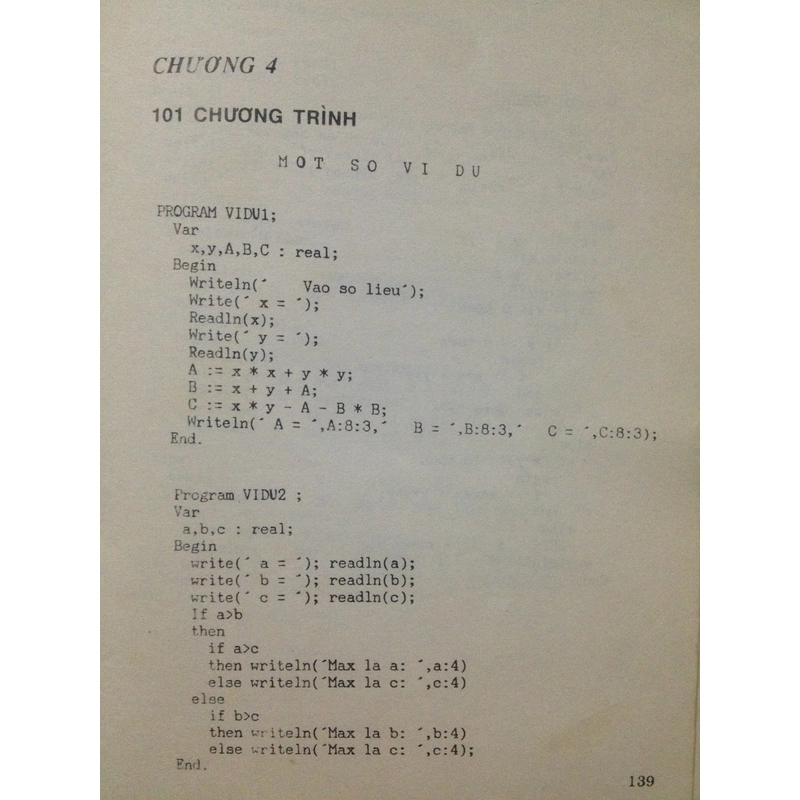 CHƯƠNG 4
101 CHƯƠNG TRÌNH
MOT SO VI DU
PROGRAM VIDU1;
Var
x,y,A,B,C : real;
Begin
Writeln(´    Vao so lieu´);
Write(´ x = ´);
Readln(x);
Write(´ y = ´);
Readln(y);
A := x * x + y * y;
B := x + y + A;
C := x * y - A - B * B;
Writeln(´ A = ´,A:8:3,´   B = ´,B:8:3,´   C = ´,C:8:3);
End.
Program VIDU2 ;
Var
a,b,c : real;
Begin
write(´ a = ´); readln(a);
write(´ b = ´); readln(b);
write(´ c = ´); readln(c);
If a>b
then
if a>c
then writeln(´Max la a: ´,a:4)
else writeln(´Max la c: ´,c:4)
else
if b>c
then writeln(´Max la b: ´,b:4)
else writeln(´Max la c: ´,c:4);
End.
139